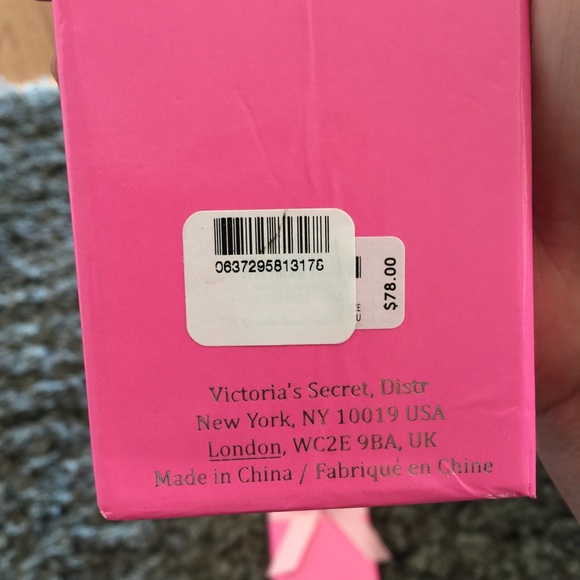 $78.00
Victoria's Secret, Distr
New York, NY 10019 USA
London, WC2E 9BA, UK
Made in China / Fabriqué en Chine